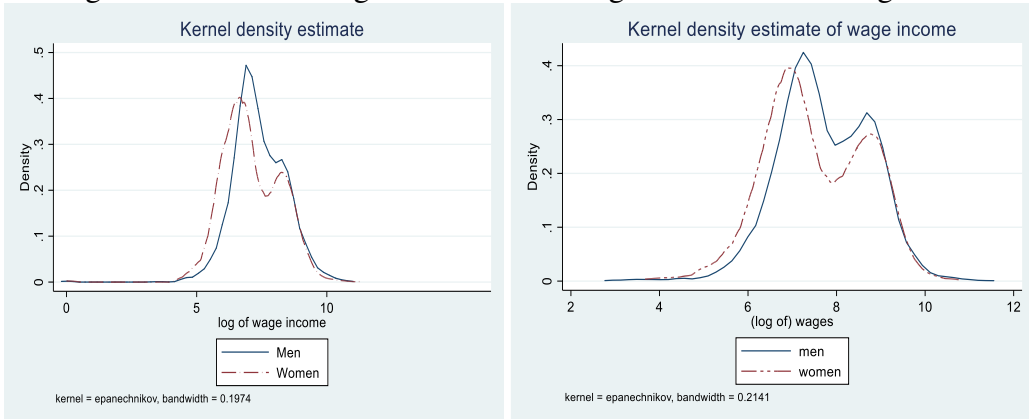 Kernel density estimate
.5
.4
.3
.2
.1
0
Density
0 5 10
log of wage income
Men
Women
kernel = epanechnikov, bandwidth = 0.1974
Kernel density estimate of wage income
.4
.3
.2
.1
0
Density
2 4 6 8 10 12
(log of) wages
men
women
kernel = epanechnikov, bandwidth = 0.2141